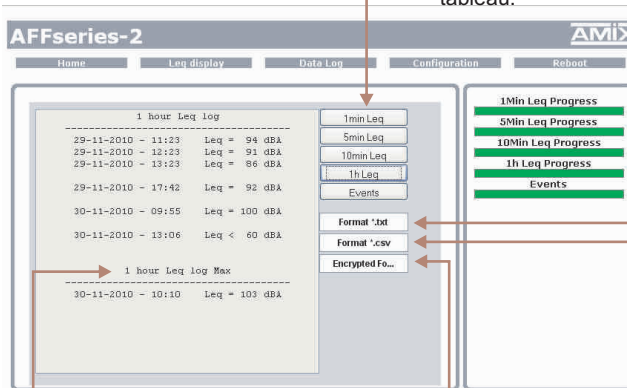 tableau.
AFFseries-2
AMiX
Home Leq display Data Log Configuration Reboot
1 hour Leq log
29-11-2010 - 11:23 Leq = 94 dBA
29-11-2010 - 12:23 Leq = 91 dBA
29-11-2010 - 13:23 Leq = 86 dBA
29-11-2010 - 17:42 Leq = 92 dBA
30-11-2010 - 09:55 Leq = 100 dBA
30-11-2010 - 13:06 Leq < 60 dBA
1 hour Leq log Max
30-11-2010 - 10:10 Leq = 103 dBA
1min Leq
5min Leq
10min Leq
1h Leq
Events
Format *.txt
Format *.csv
Encrypted Fo...
1Min Leq Progress
5Min Leq Progress
10Min Leq Progress
1h Leq Progress
Events